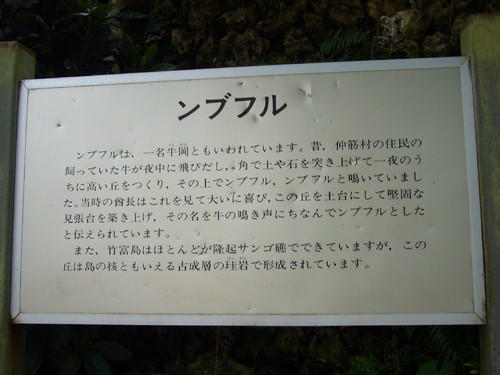 ンブフル
ンブフルは，一名牛岡ともいわれています。昔，仲筋村の住民の
飼っていた牛が夜中に飛びだし，角で土や石を突き上げて一夜のう
ちに高い丘をつくり，その上でンブフル，ンブフルと鳴いていまし
た。当時の酋長はこれを見て大いに喜び，この丘を土台にして堅固な
見張台を築き上げ，その名を牛の鳴き声にちなんでンブフルとした
と伝えられています。
また，竹富島はほとんどが隆起サンゴ礁でできていますが，この
丘は島の核ともいえる古成層の珪岩で形成されています。